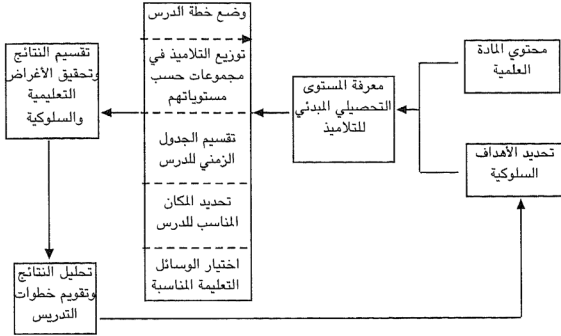 محتوي المادة
العلمية
تحديد الأهداف
السلوكية
معرفة المستوى
التحصيلي المبدئي
للتلاميذ
وضع خطة الدرس
توزيع التلاميذ في
مجموعات حسب
مستوياتهم
تقسيم الجدول
الزمني للدرس
تحديد المكان
المناسب للدرس
اختيار الوسائل
التعليمة المناسبة
تقسيم النتائج
وتحقيق الأغراض
التعليمية
والسلوكية
تحليل النتائج
وتقويم خطوات
التدريس